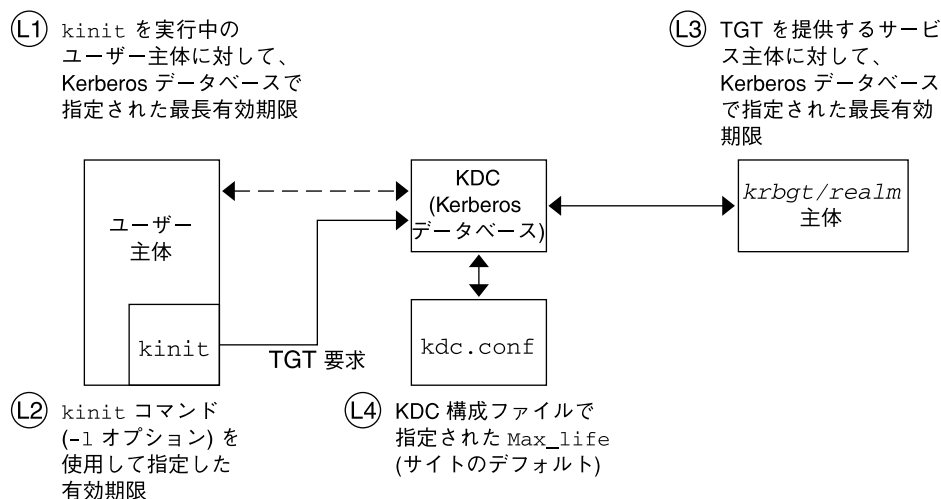 L1 kinit を実行中の
ユーザー主体に対して、
Kerberos データベースで
指定された最長有効期限
L3 TGT を提供するサービ
ス主体に対して、
Kerberos データベース
で指定された最長有効
期限
ユーザー
主体
kinit
TGT 要求
KDC
(Kerberos
データベース)
kdc.conf
krbgt/realm
主体
L2 kinit コマンド
(-l オプション) を
使用して指定した
有効期限
L4 KDC 構成ファイルで
指定された Max_life
(サイトのデフォルト)